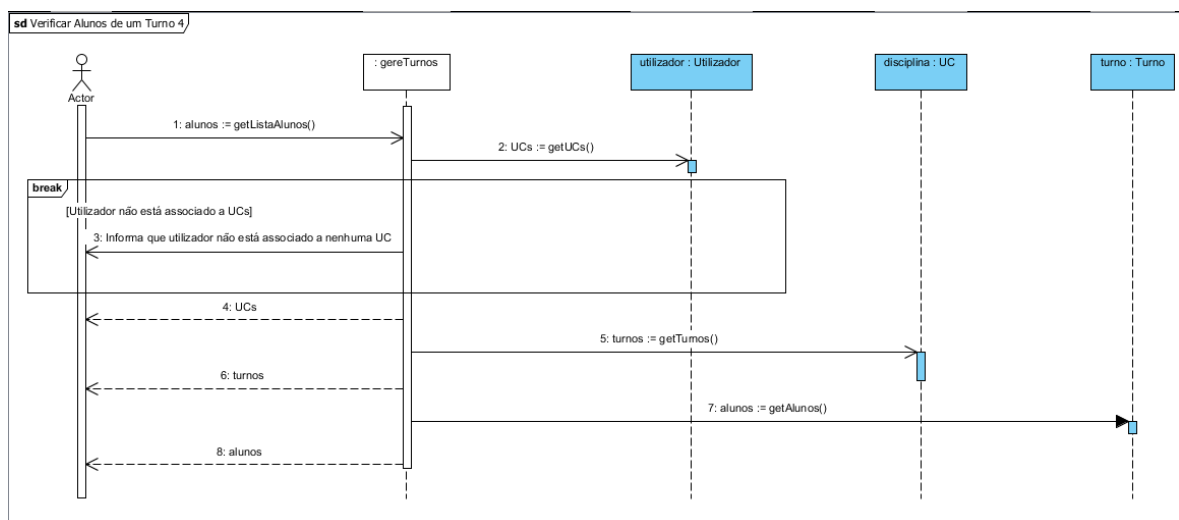 sd Verificar Alunos de um Turno 4
: gereTurnos
utilizador : Utilizador
disciplina : UC
turno : Turno
Actor
1: alunos := getListaAlunos()
2: UCs := getUCs()
break
[Utilizador não está associado a UCs]
3: Informa que utilizador não está associado a nenhuma UC
4: UCs
5: turnos := getTurnos()
6: turnos
7: alunos := getAlunos()
8: alunos